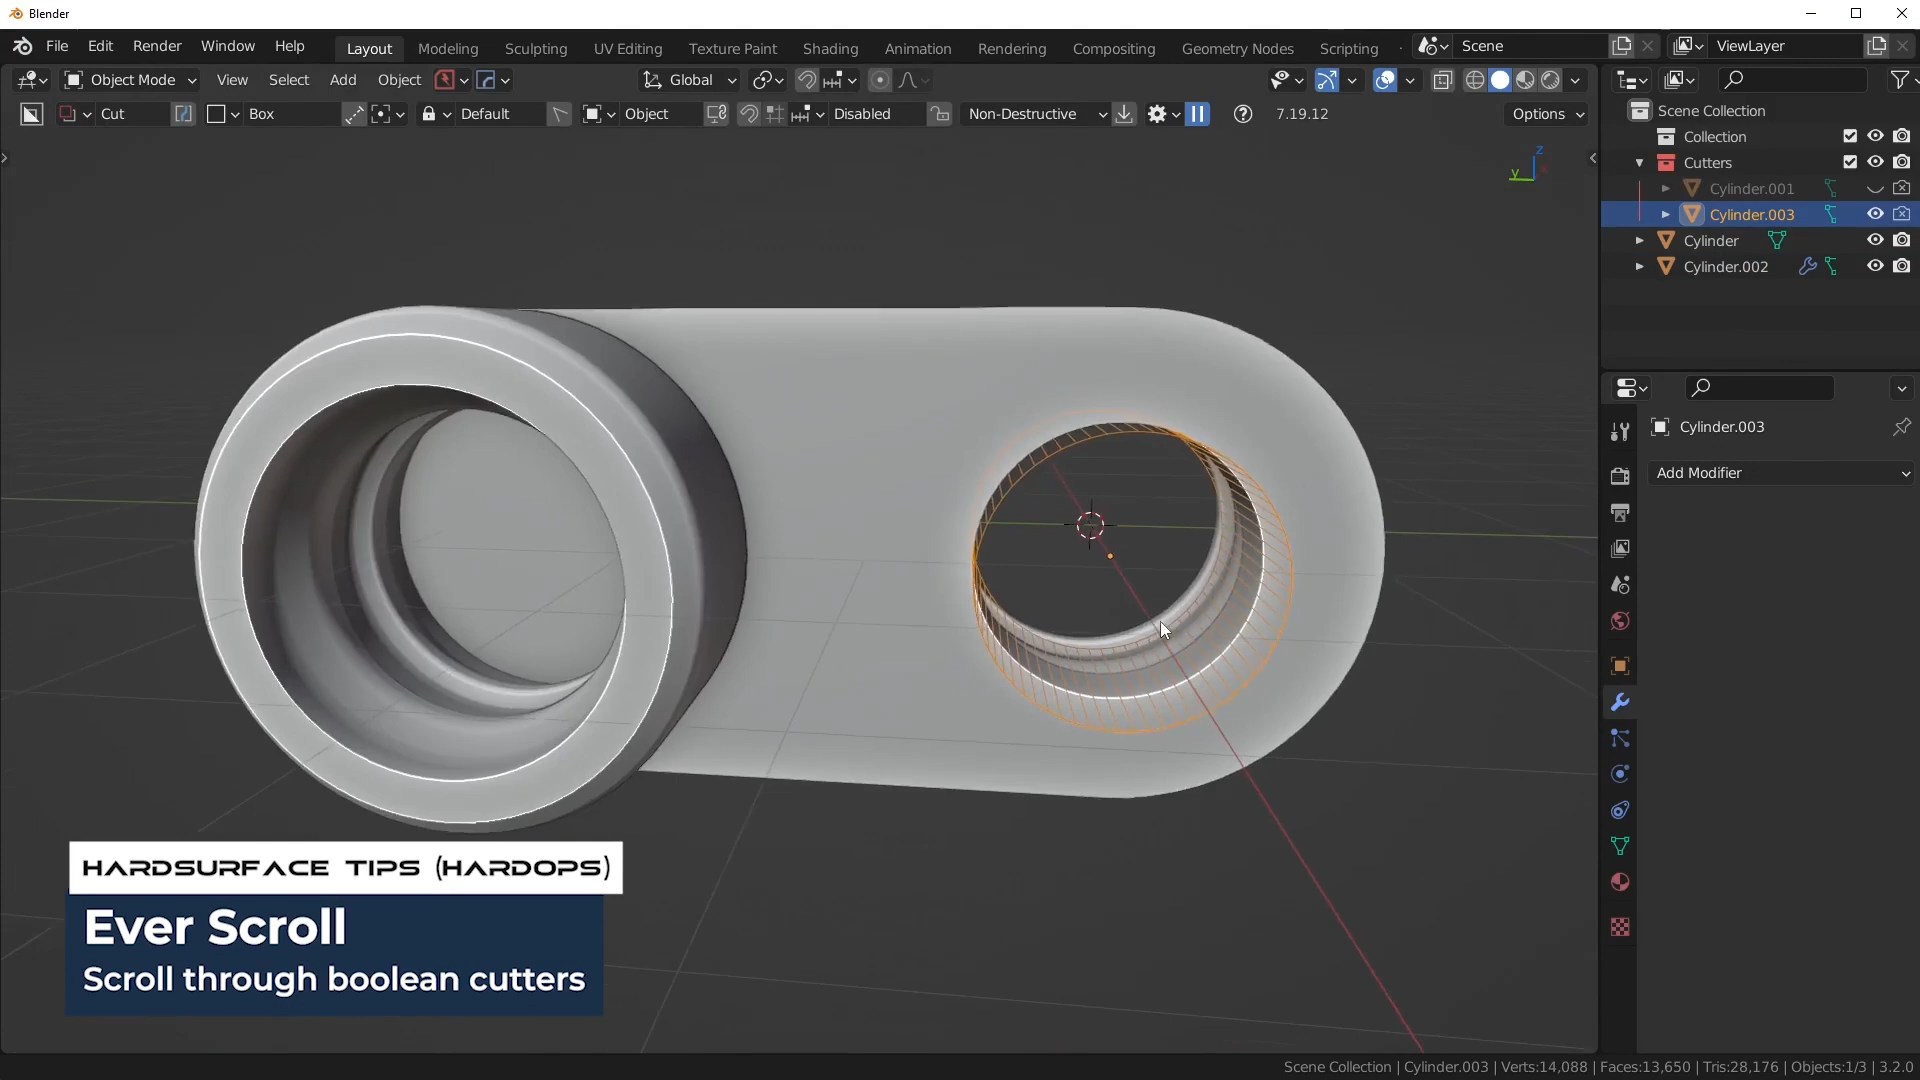 Blender
File Edit Render Window Help Layout Modeling Sculpting UV Editing Texture Paint Shading Animation Rendering Compositing Geometry Nodes Scripting Scene ViewLayer
Object Mode View Select Add Object Global
Cut Box Default Object Disabled Non-Destructive 7.19.12 Options
Scene Collection
Collection
Cutters
Cylinder.001
Cylinder.003
Cylinder
Cylinder.002
z
y
Cylinder.003
Add Modifier
HARDSURFACE TIPS (HARDOPS)
Ever Scroll
Scroll through boolean cutters
Scene Collection | Cylinder.003 | Verts:14,088 | Faces:13,650 | Tris:28,176 | Objects:1/3 | 3.2.0